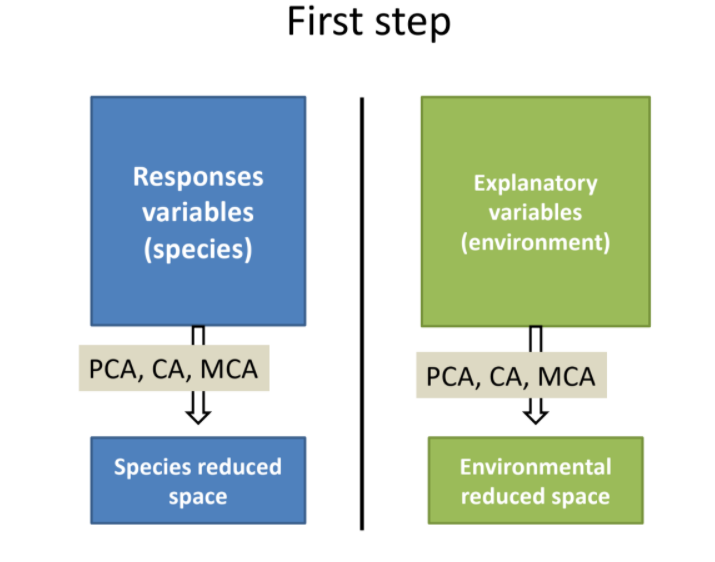 First step
Responses
variables
(species)
PCA, CA, MCA
Species reduced
space
Explanatory
variables
(environment)
PCA, CA, MCA
Environmental
reduced space